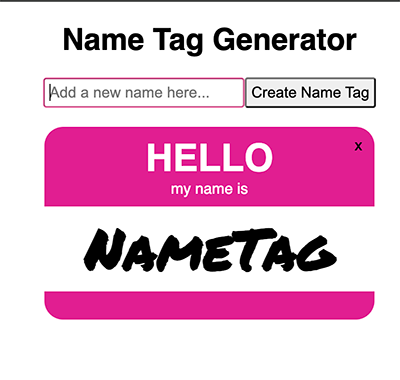 Name Tag Generator
Add a new name here... Create Name Tag
x
HELLO
my name is
NameTag